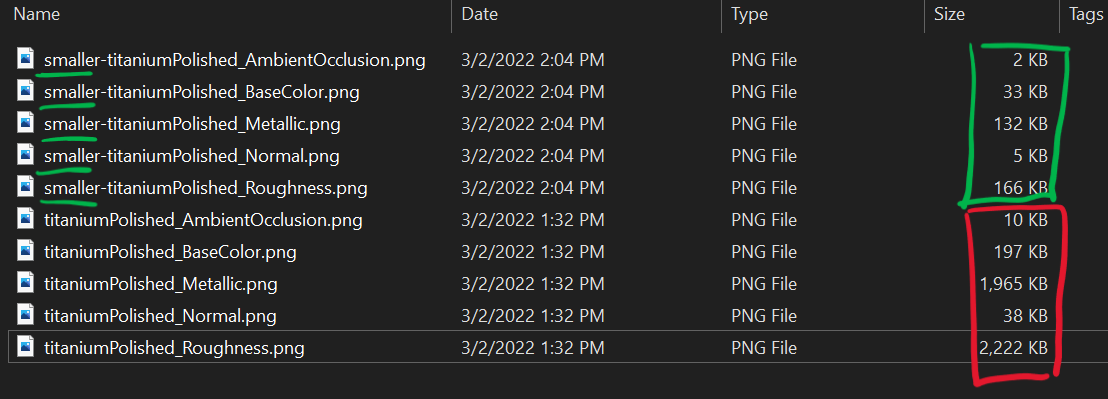 Name Date Type Size Tags
smaller-titaniumPolished_AmbientOcclusion.png 3/2/2022 2:04 PM PNG File 2 KB
smaller-titaniumPolished_BaseColor.png 3/2/2022 2:04 PM PNG File 33 KB
smaller-titaniumPolished_Metallic.png 3/2/2022 2:04 PM PNG File 132 KB
smaller-titaniumPolished_Normal.png 3/2/2022 2:04 PM PNG File 5 KB
smaller-titaniumPolished_Roughness.png 3/2/2022 2:04 PM PNG File 166 KB
titaniumPolished_AmbientOcclusion.png 3/2/2022 1:32 PM PNG File 10 KB
titaniumPolished_BaseColor.png 3/2/2022 1:32 PM PNG File 197 KB
titaniumPolished_Metallic.png 3/2/2022 1:32 PM PNG File 1,965 KB
titaniumPolished_Normal.png 3/2/2022 1:32 PM PNG File 38 KB
titaniumPolished_Roughness.png 3/2/2022 1:32 PM PNG File 2,222 KB